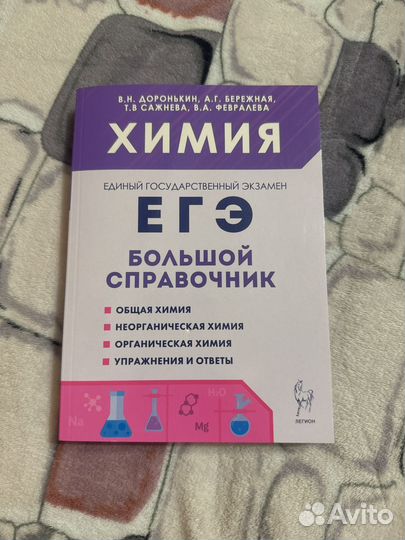 В.Н. ДОРОНЬКИН, А.Г. БЕРЕЖНАЯ,
Т.В САЖНЕВА, В.А. ФЕВРАЛЕВА
ХИМИЯ
ЕДИНЫЙ ГОСУДАРСТВЕННЫЙ ЭКЗАМЕН
ЕГЭ
БОЛЬШОЙ
СПРАВОЧНИК
ОБЩАЯ ХИМИЯ
НЕОРГАНИЧЕСКАЯ ХИМИЯ
ОРГАНИЧЕСКАЯ ХИМИЯ
УПРАЖНЕНИЯ И ОТВЕТЫ
H₂O
Na
Mg
ЛЕГИОН
Avito